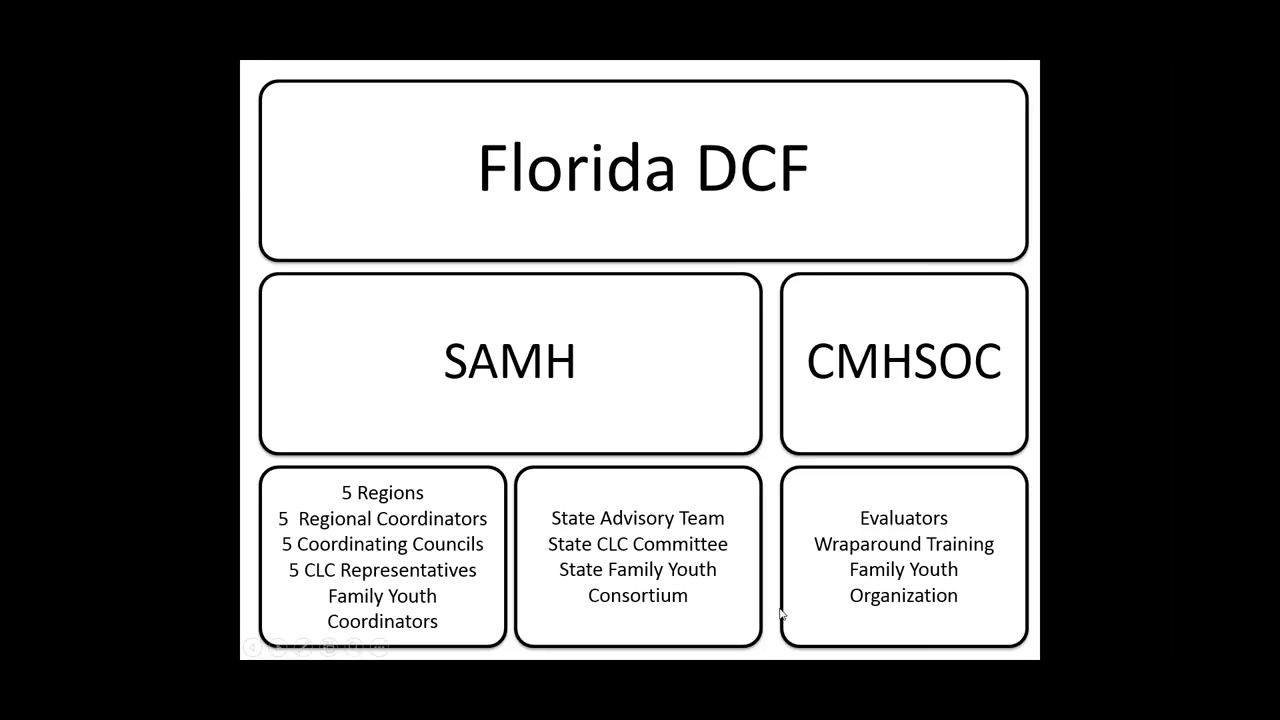 Florida DCF
SAMH
CMHSOC
5 Regions
5  Regional Coordinators
5 Coordinating Councils
5 CLC Representatives
Family Youth
Coordinators
State Advisory Team
State CLC Committee
State Family Youth
Consortium
Evaluators
Wraparound Training
Family Youth
Organization